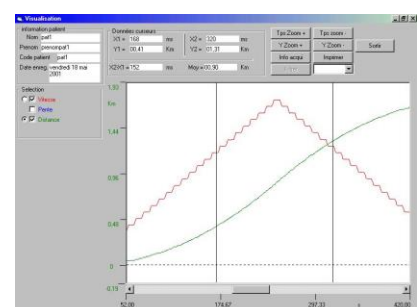 Visualisation
Information patient
Nom pat1
Prenom prenonpat1
Code patient pat1
Date enreg. vendredi 18 mai 2001
Données curseurs
X1 = 168 ms X2 = 320 ms
Y1 = 00,41 Km Y2 = 01,31 Km
X2-X1 = 152 ms Moy = 00,90 Km
Tps Zoom + Tps zoom -
Y Zoom + Y Zoom -
Info acqui Imprimer
Sortir
Selection
Vitesse
Pente
Distance
1,93
Km
1,44
0,96
0,48
0
-0,19
52,00 174,67 297,33 420,00